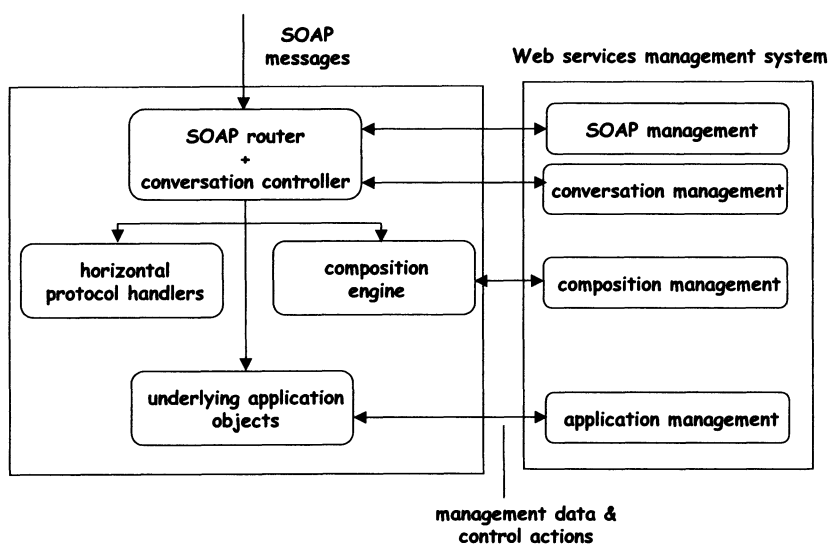 SOAP
messages
Web services management system
SOAP router
+
conversation controller
SOAP management
conversation management
horizontal
protocol handlers
composition
engine
composition management
underlying application
objects
application management
management data &
control actions